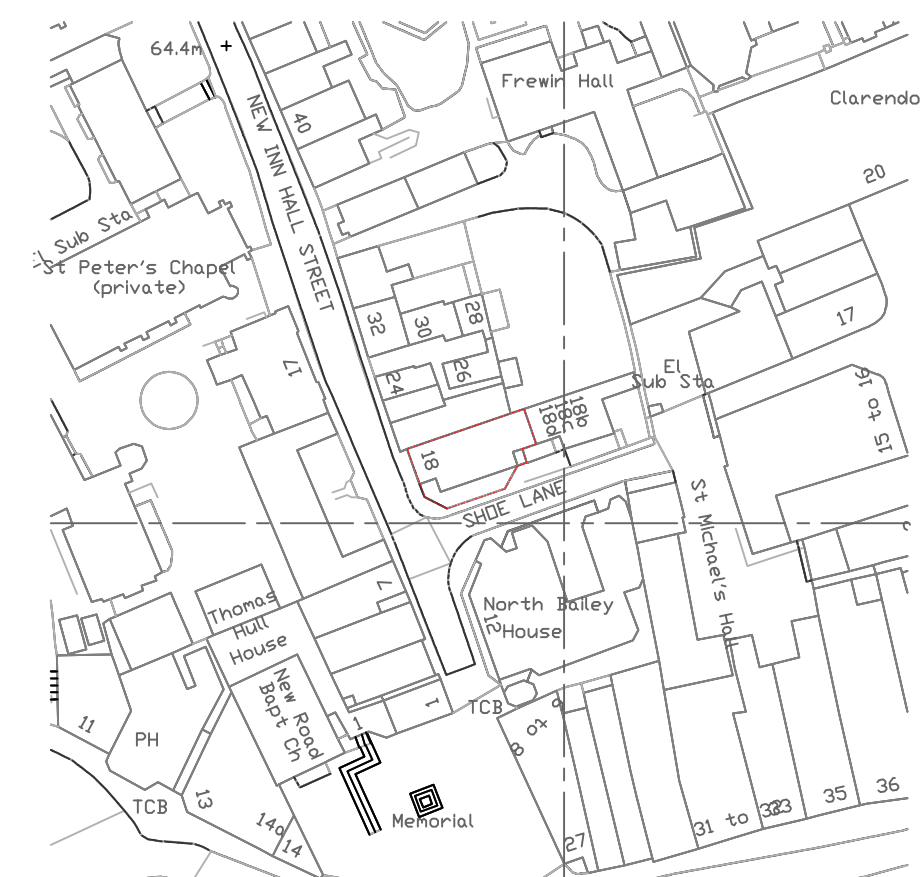 64.4m
Frewin Hall
Clarendo
NEW INN HALL STREET
40
20
El Sub Sta
St Peter's Chapel
(private)
32
30
28
17
17
24
26
El
Sub Sta
18b
18c
18d
16 to 15
18
SHOE LANE
St Michael's Hall
7
Thomas
Hull
House
North Bailey
House
12
New Road
Bapt Ch
1
1
TCB
8 to 9
11
PH
TCB
13
14a
14
Memorial
27
31 to 32
33
35
36